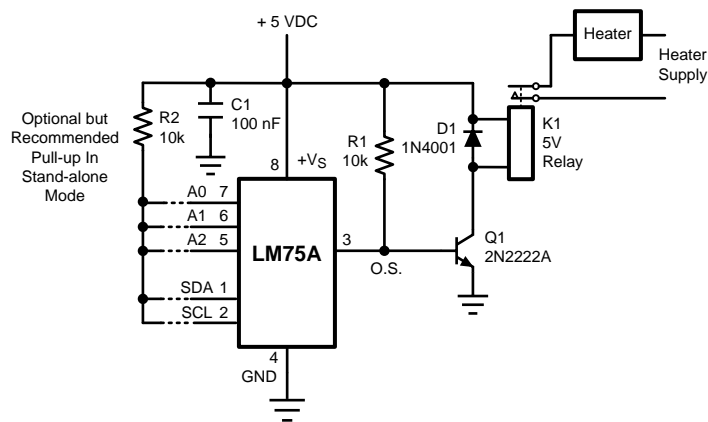 + 5 VDC
Heater
Heater
Supply
Optional but
Recommended
Pull-up In
Stand-alone
Mode
R2
10k
C1
100 nF
R1
10k
D1
1N4001
K1
5V
Relay
8
+VS
A0 7
A1 6
A2 5
SDA 1
SCL 2
LM75A
3
O.S.
Q1
2N2222A
4
GND